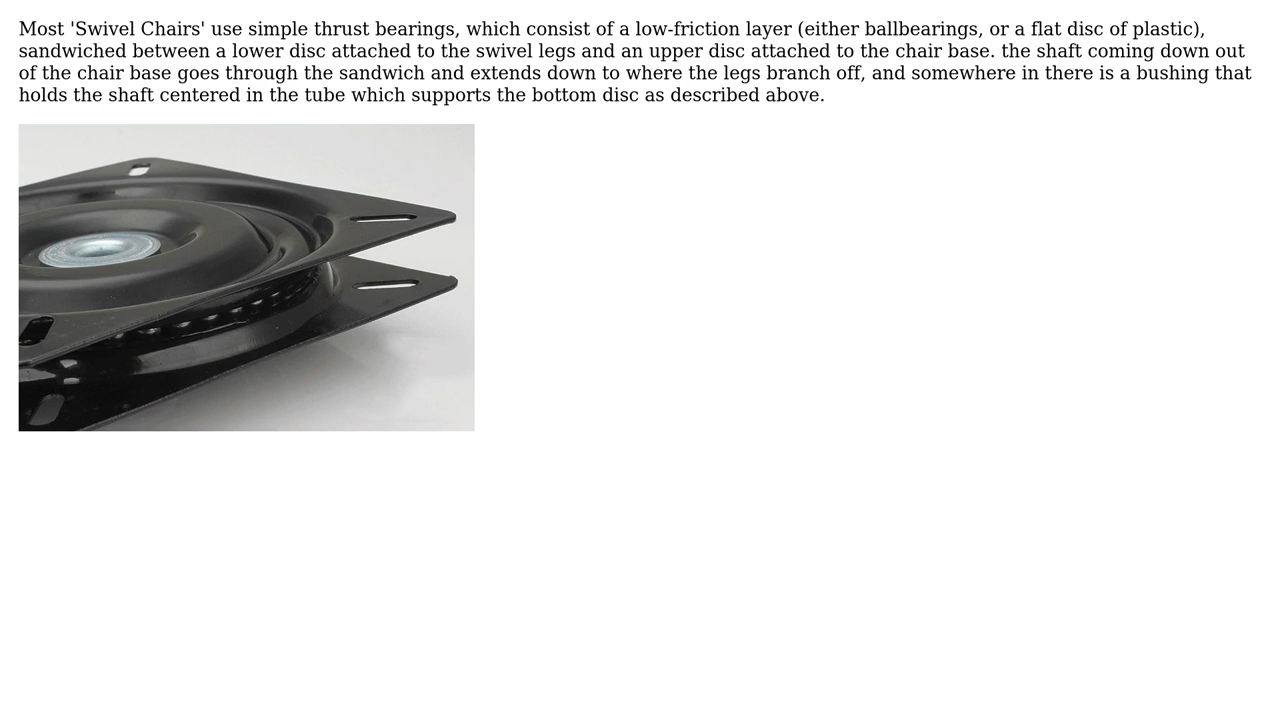 Most 'Swivel Chairs' use simple thrust bearings, which consist of a low-friction layer (either ballbearings, or a flat disc of plastic),
sandwiched between a lower disc attached to the swivel legs and an upper disc attached to the chair base. the shaft coming down out
of the chair base goes through the sandwich and extends down to where the legs branch off, and somewhere in there is a bushing that
holds the shaft centered in the tube which supports the bottom disc as described above.